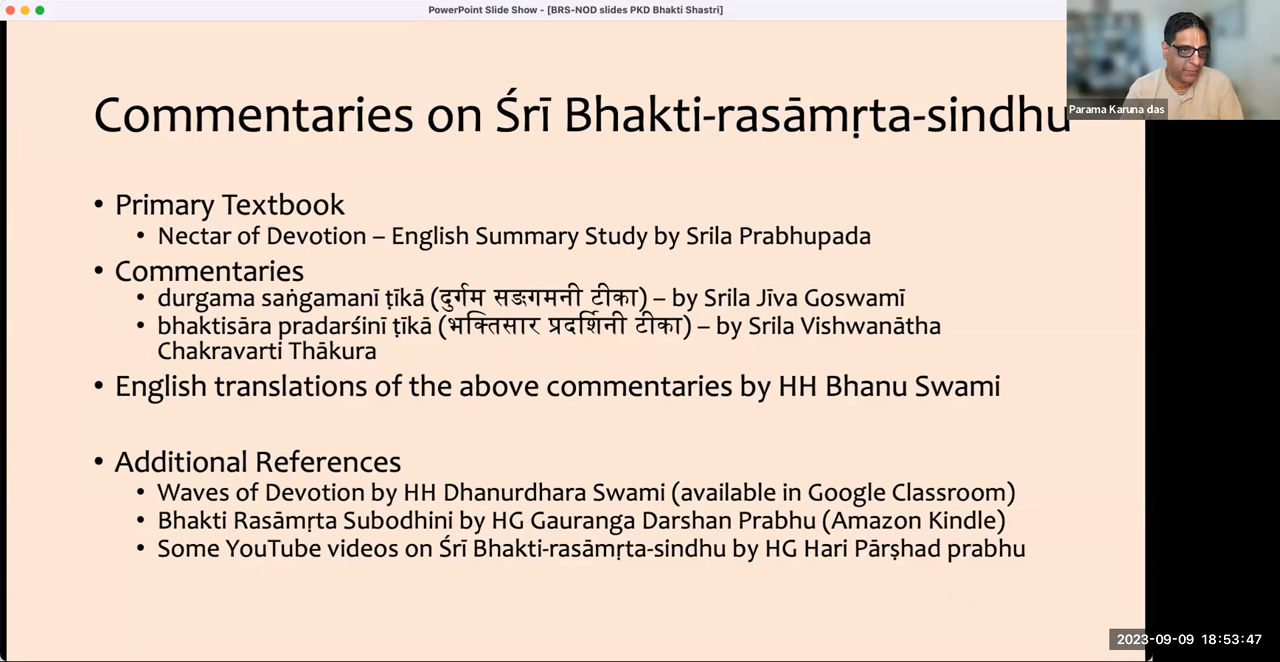 PowerPoint Slide Show - [BRS-NOD slides PKD Bhakti Shastri]
Parama Karuna das
Commentaries on Śrī Bhakti-rasāmṛta-sindhu
• Primary Textbook
• Nectar of Devotion – English Summary Study by Srila Prabhupada
• Commentaries
• durgama saṅgamanī ṭīkā (दुर्गम सङगमनी टीका) – by Srila Jīva Goswamī
• bhaktisāra pradarśinī ṭīkā (भक्तिसार प्रदर्शिनी टीका) – by Srila Vishwanātha
Chakravarti Thākura
• English translations of the above commentaries by HH Bhanu Swami
• Additional References
• Waves of Devotion by HH Dhanurdhara Swami (available in Google Classroom)
• Bhakti Rasāmṛta Subodhini by HG Gauranga Darshan Prabhu (Amazon Kindle)
• Some YouTube videos on Śrī Bhakti-rasāmṛta-sindhu by HG Hari Pārṣhad prabhu
2023-09-09 18:53:47